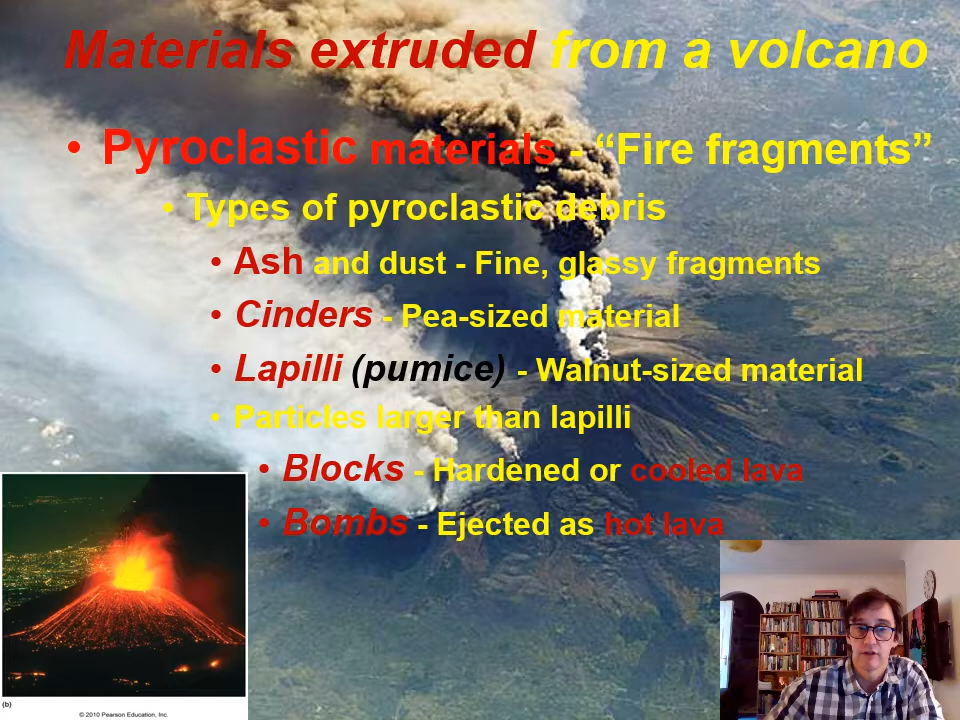 Materials extruded from a volcano
• Pyroclastic materials - “Fire fragments”
• Types of pyroclastic debris
• Ash and dust - Fine, glassy fragments
• Cinders - Pea-sized material
• Lapilli (pumice) - Walnut-sized material
• Particles larger than lapilli
• Blocks - Hardened or cooled lava
• Bombs - Ejected as hot lava
(b)
© 2010 Pearson Education, Inc.